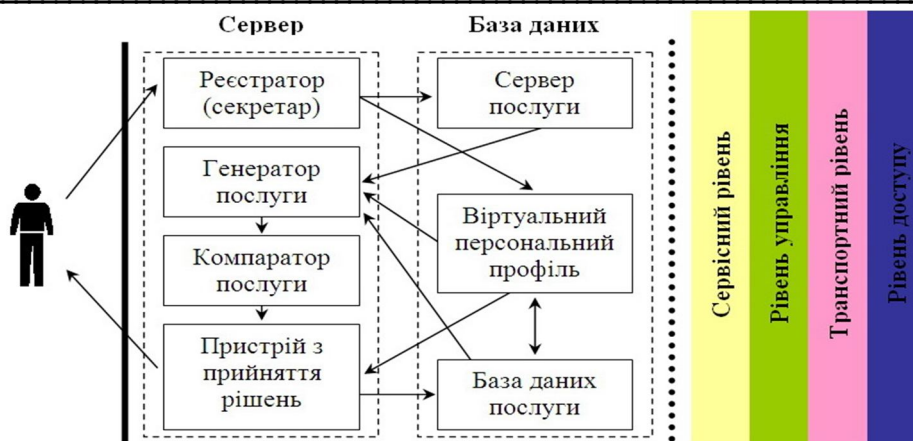 Сервер
База даних
Реєстратор
(секретар)
Сервер
послуги
Генератор
послуги
Віртуальний
персональний
профіль
Компаратор
послуги
Пристрій з
прийняття
рішень
База даних
послуги
Сервісний рівень
Рівень управління
Транспортний рівень
Рівень доступу